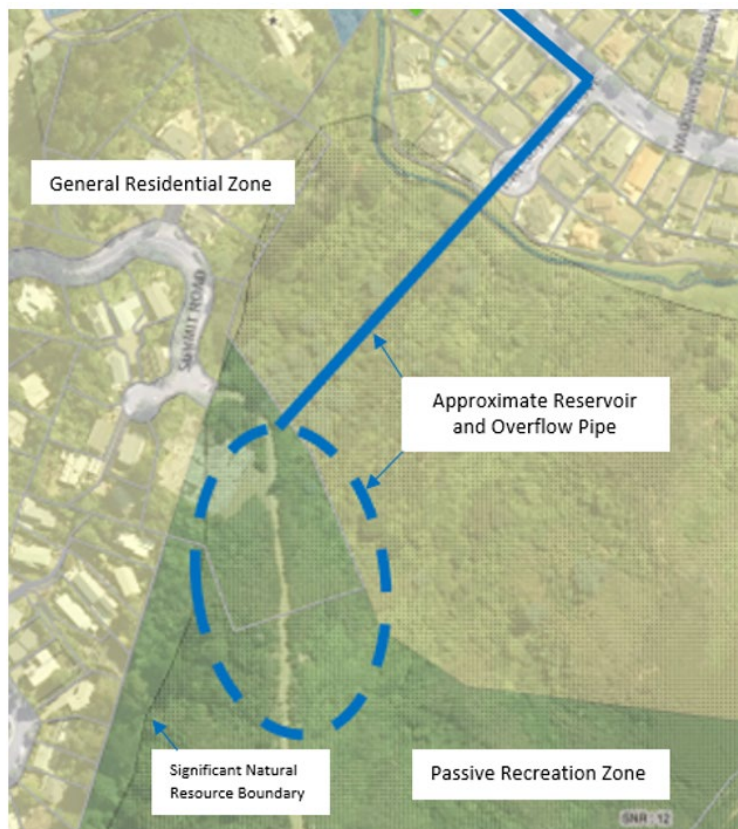 General Residential Zone
SUMMIT ROAD
Approximate Reservoir
and Overflow Pipe
Significant Natural
Resource Boundary
Passive Recreation Zone
SNR : 12